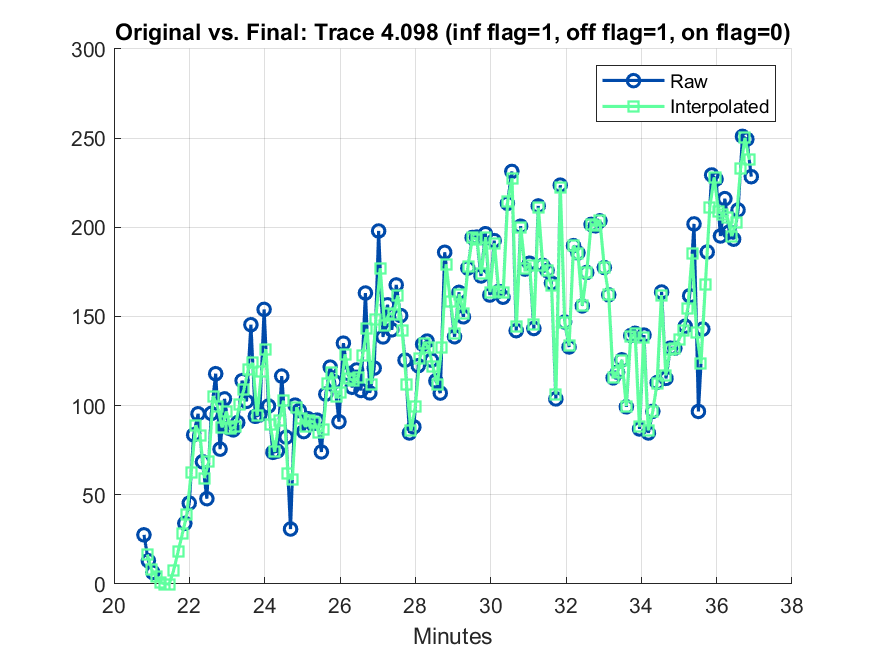 Original vs. Final: Trace 4.098 (inf flag=1, off flag=1, on flag=0)
300
250
200
150
100
50
0
Raw
Interpolated
20 22 24 26 28 30 32 34 36 38
Minutes